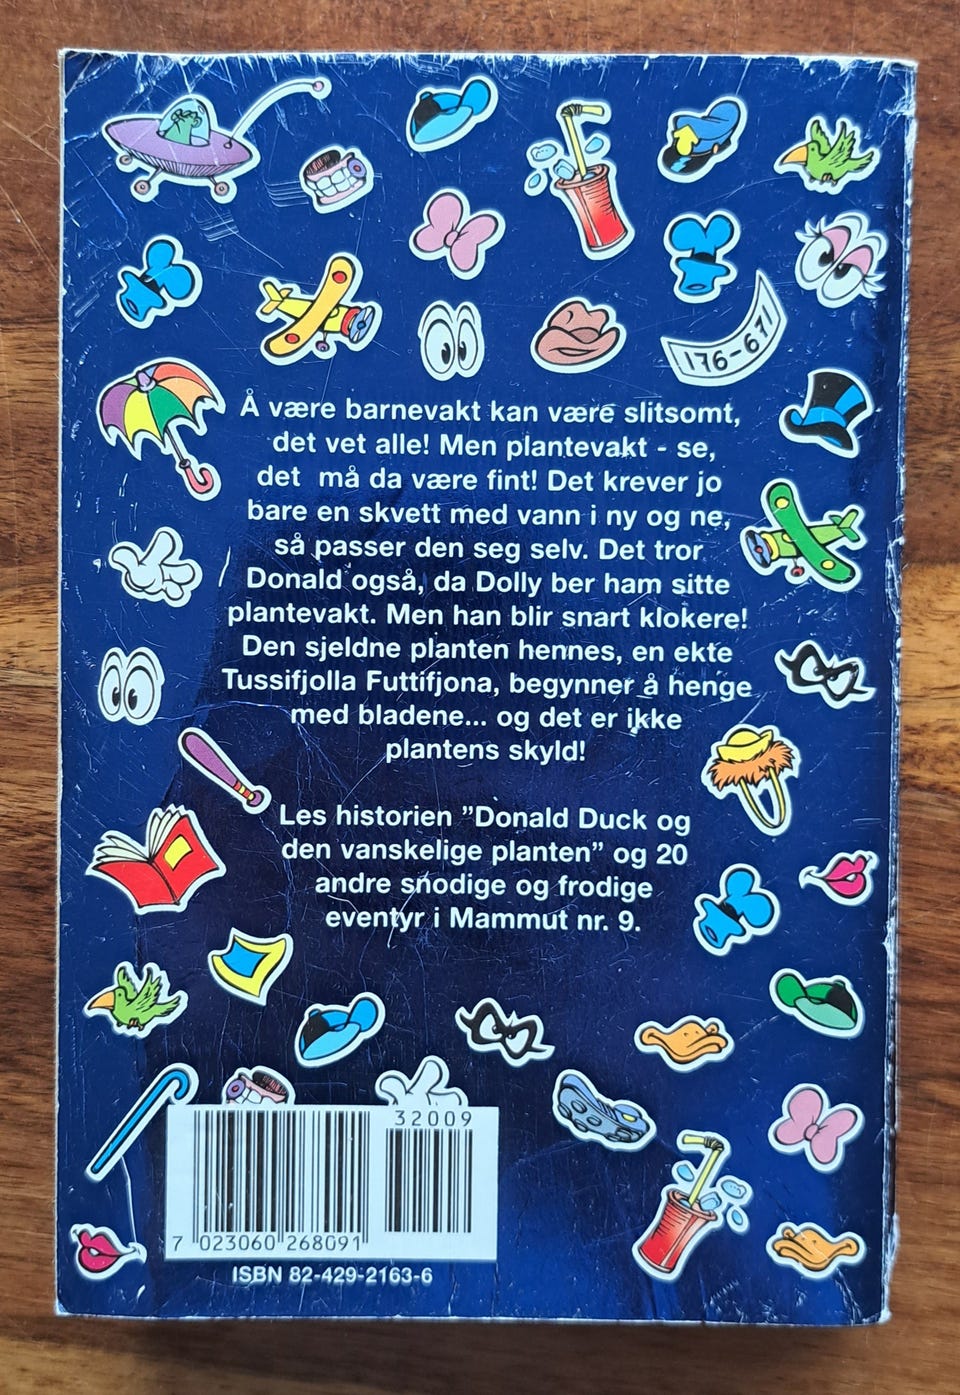 176-671
Å være barnevakt kan være slitsomt,
det vet alle! Men plantevakt - se,
det må da være fint! Det krever jo
bare en skvett med vann i ny og ne,
så passer den seg selv. Det tror
Donald også, da Dolly ber ham sitte
plantevakt. Men han blir snart klokere!
Den sjeldne planten hennes, en ekte
Tussifjolla Futtifjona, begynner å henge
med bladene... og det er ikke
plantens skyld!
Les historien ”Donald Duck og
den vanskelige planten” og 20
andre snodige og frodige
eventyr i Mammut nr. 9.
32009
7 023060 268091
ISBN 82-429-2163-6